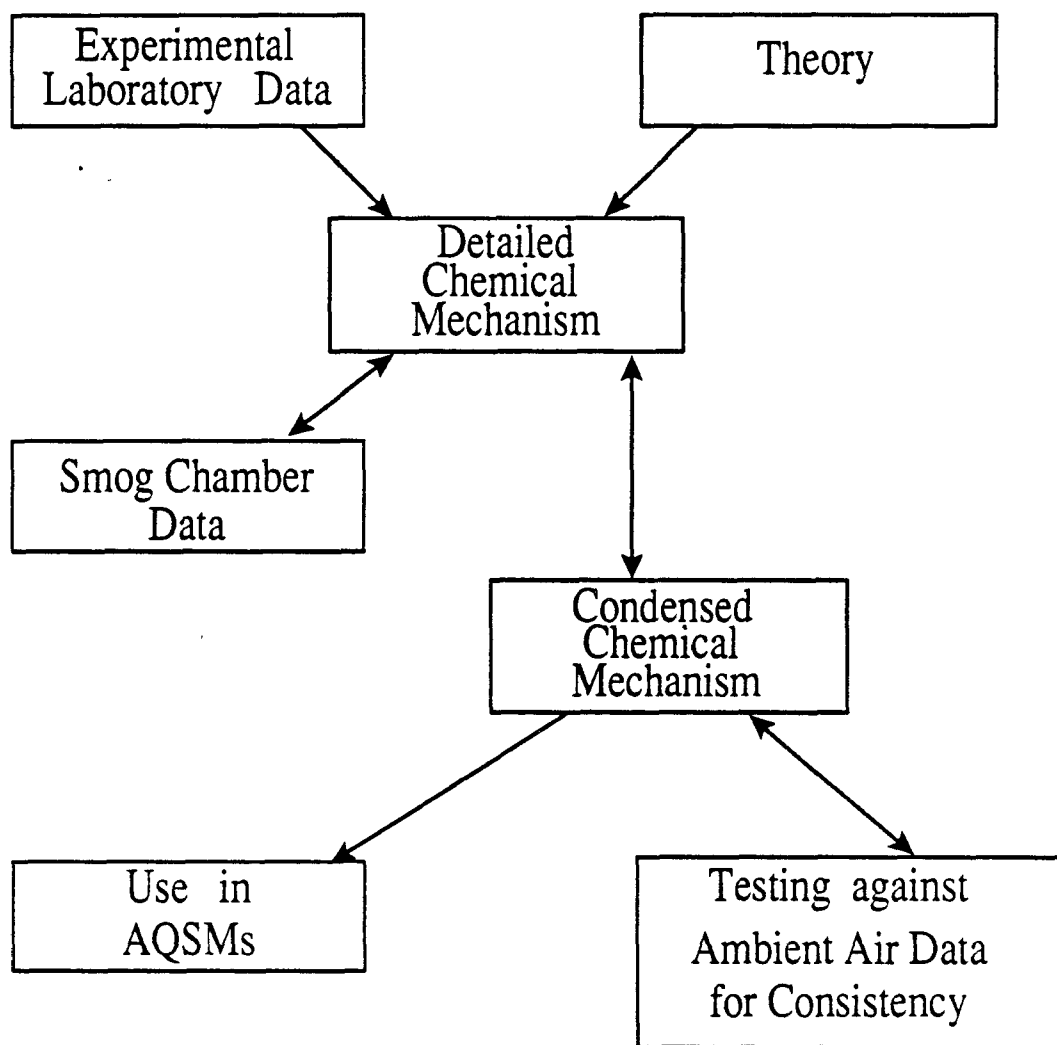 Experimental
Laboratory Data
Theory
Detailed
Chemical
Mechanism
Smog Chamber
Data
Condensed
Chemical
Mechanism
Use in
AQSMs
Testing against
Ambient Air Data
for Consistency